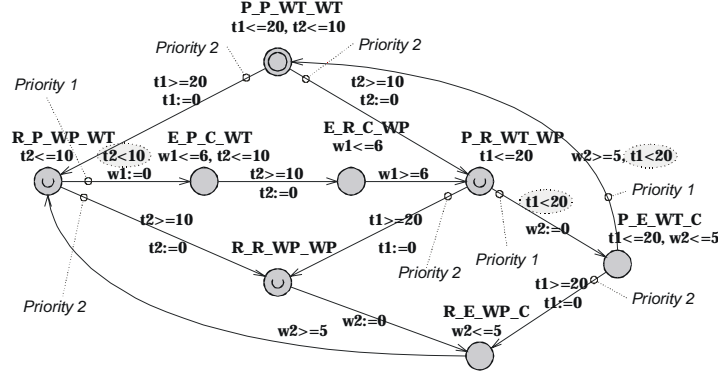 P_P_WT_WT
t1<=20, t2<=10
Priority 2
Priority 2
t1>=20
t1:=0
t2>=10
t2:=0
Priority 1
R_P_WP_WT
t2<=10
t2<10
w1:=0
E_P_C_WT
w1<=6, t2<=10
t2>=10
t2:=0
E_R_C_WP
w1<=6
w1>=6
P_R_WT_WP
t1<=20
w2>=5, t1<20
Priority 1
t1<20
w2:=0
P_E_WT_C
t1<=20, w2<=5
t2>=10
t2:=0
t1>=20
t1:=0
R_R_WP_WP
Priority 2
Priority 1
Priority 2
t1>=20
t1:=0
Priority 2
w2:=0
w2>=5
R_E_WP_C
w2<=5